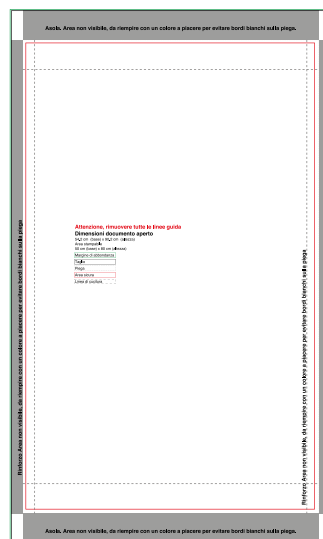 Asola. Area non visibile, da riempire con un colore a piacere per evitare bordi bianchi sulla piega.
Attenzione, rimuovere tutte le linee guida
Dimensioni documento aperto
Area stampabile
Margine di abbondanza
Taglio
Piega
Area sicura
Linea di cucitura
Rinforzo Area non visibile, da riempire con un colore a piacere per evitare bordi bianchi sulla piega
Rinforzo Area non visibile, da riempire con un colore a piacere per evitare bordi bianchi sulla piega
Asola. Area non visibile, da riempire con un colore a piacere per evitare bordi bianchi sulla piega.